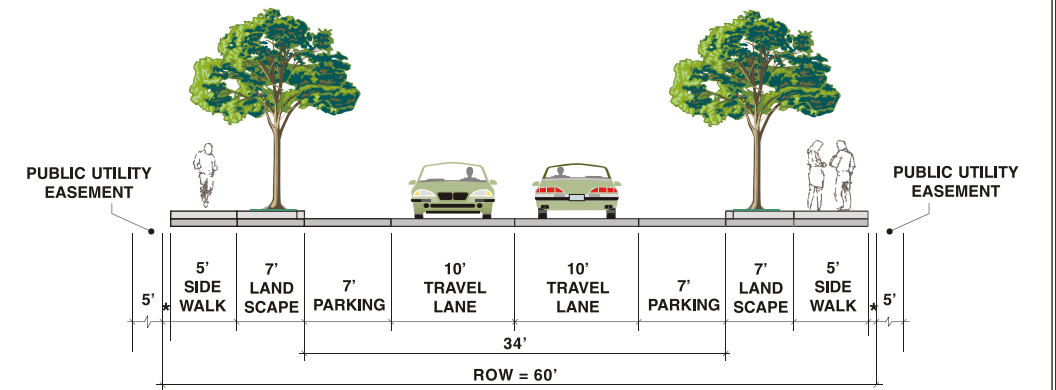 PUBLIC UTILITY
EASEMENT
PUBLIC UTILITY
EASEMENT
5'
*
5'
SIDE
WALK
7'
LAND
SCAPE
7'
PARKING
10'
TRAVEL
LANE
10'
TRAVEL
LANE
7'
PARKING
7'
LAND
SCAPE
5'
SIDE
WALK
*
5'
34'
ROW = 60'